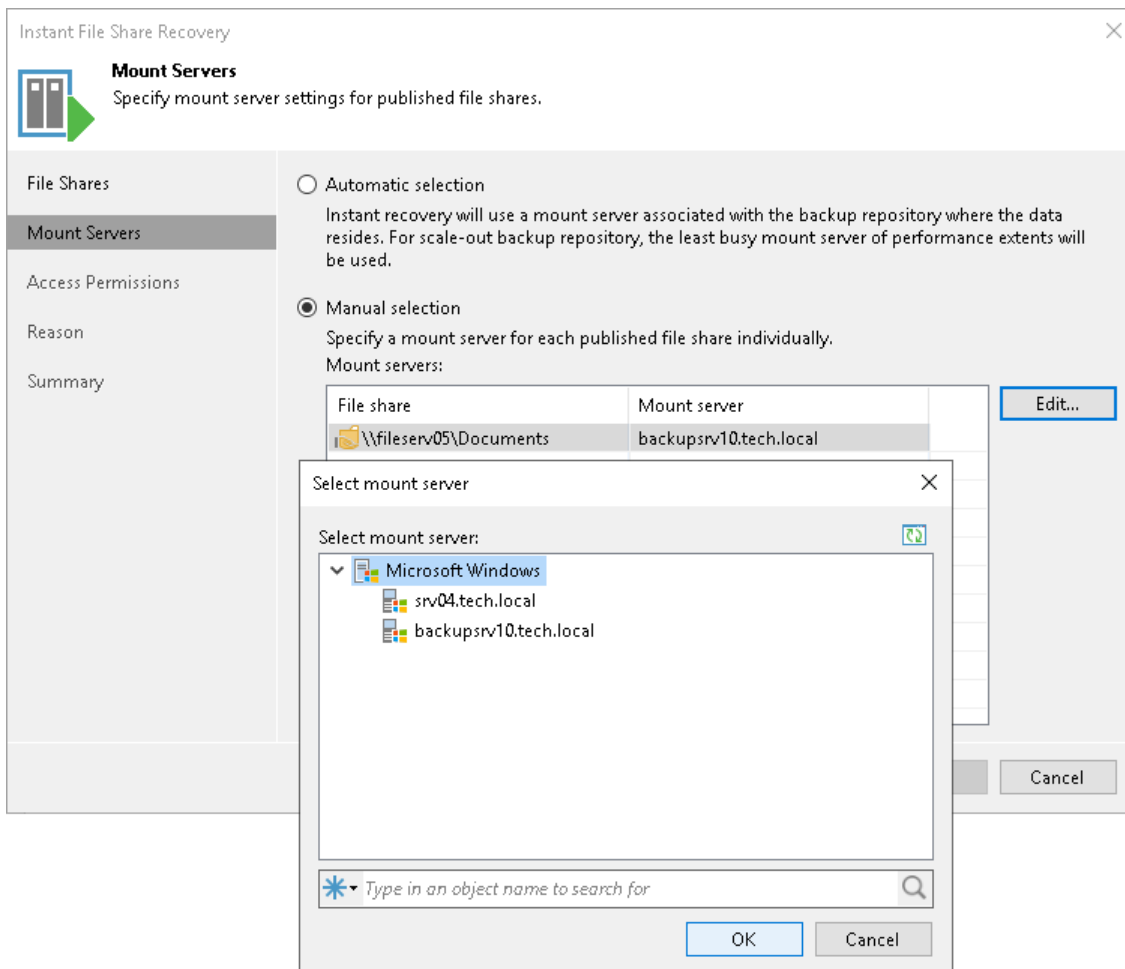 Instant File Share Recovery
Mount Servers
Specify mount server settings for published file shares.
File Shares
Mount Servers
Access Permissions
Reason
Summary
Automatic selection
Instant recovery will use a mount server associated with the backup repository where the data
resides. For scale-out backup repository, the least busy mount server of performance extents will
be used.
Manual selection
Specify a mount server for each published file share individually.
Mount servers:
File share Mount server
\\fileserv05\Documents backupsrv10.tech.local
Edit...
Select mount server
Select mount server:
Microsoft Windows
srv04.tech.local
backupsrv10.tech.local
Type in an object name to search for
OK Cancel
Cancel